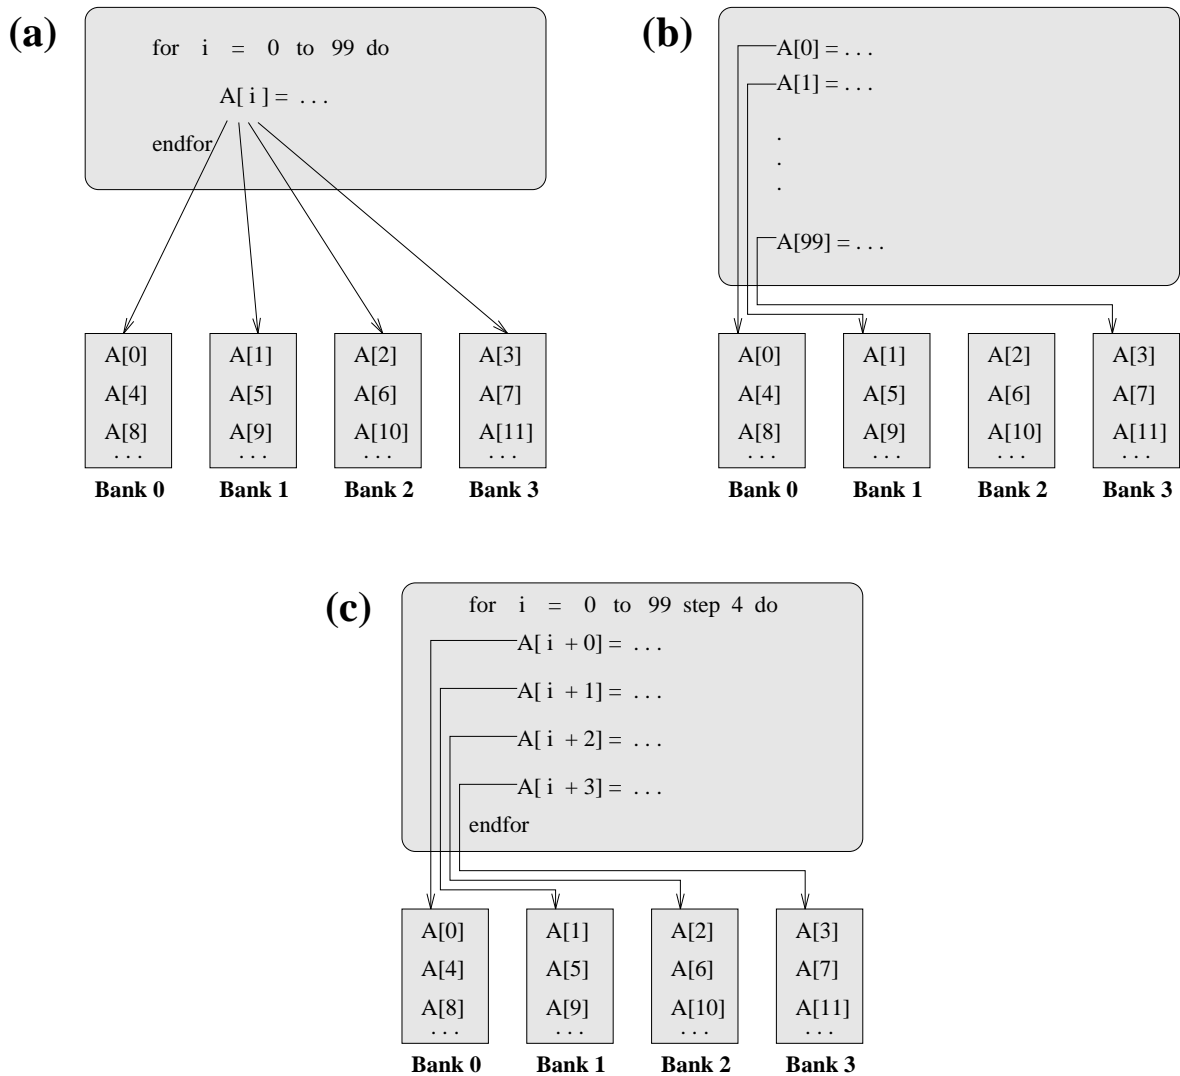 (a)
for i = 0 to 99 do
A[ i ] = . . .
endfor
A[0] A[1] A[2] A[3]
A[4] A[5] A[6] A[7]
A[8] A[9] A[10] A[11]
. . . . . . . . . . . .
Bank 0 Bank 1 Bank 2 Bank 3
(b)
A[0] = . . .
A[1] = . . .
.
.
.
A[99] = . . .
A[0] A[1] A[2] A[3]
A[4] A[5] A[6] A[7]
A[8] A[9] A[10] A[11]
. . . . . . . . . . . .
Bank 0 Bank 1 Bank 2 Bank 3
(c)
for i = 0 to 99 step 4 do
A[ i + 0] = . . .
A[ i + 1] = . . .
A[ i + 2] = . . .
A[ i + 3] = . . .
endfor
A[0] A[1] A[2] A[3]
A[4] A[5] A[6] A[7]
A[8] A[9] A[10] A[11]
. . . . . . . . . . . .
Bank 0 Bank 1 Bank 2 Bank 3